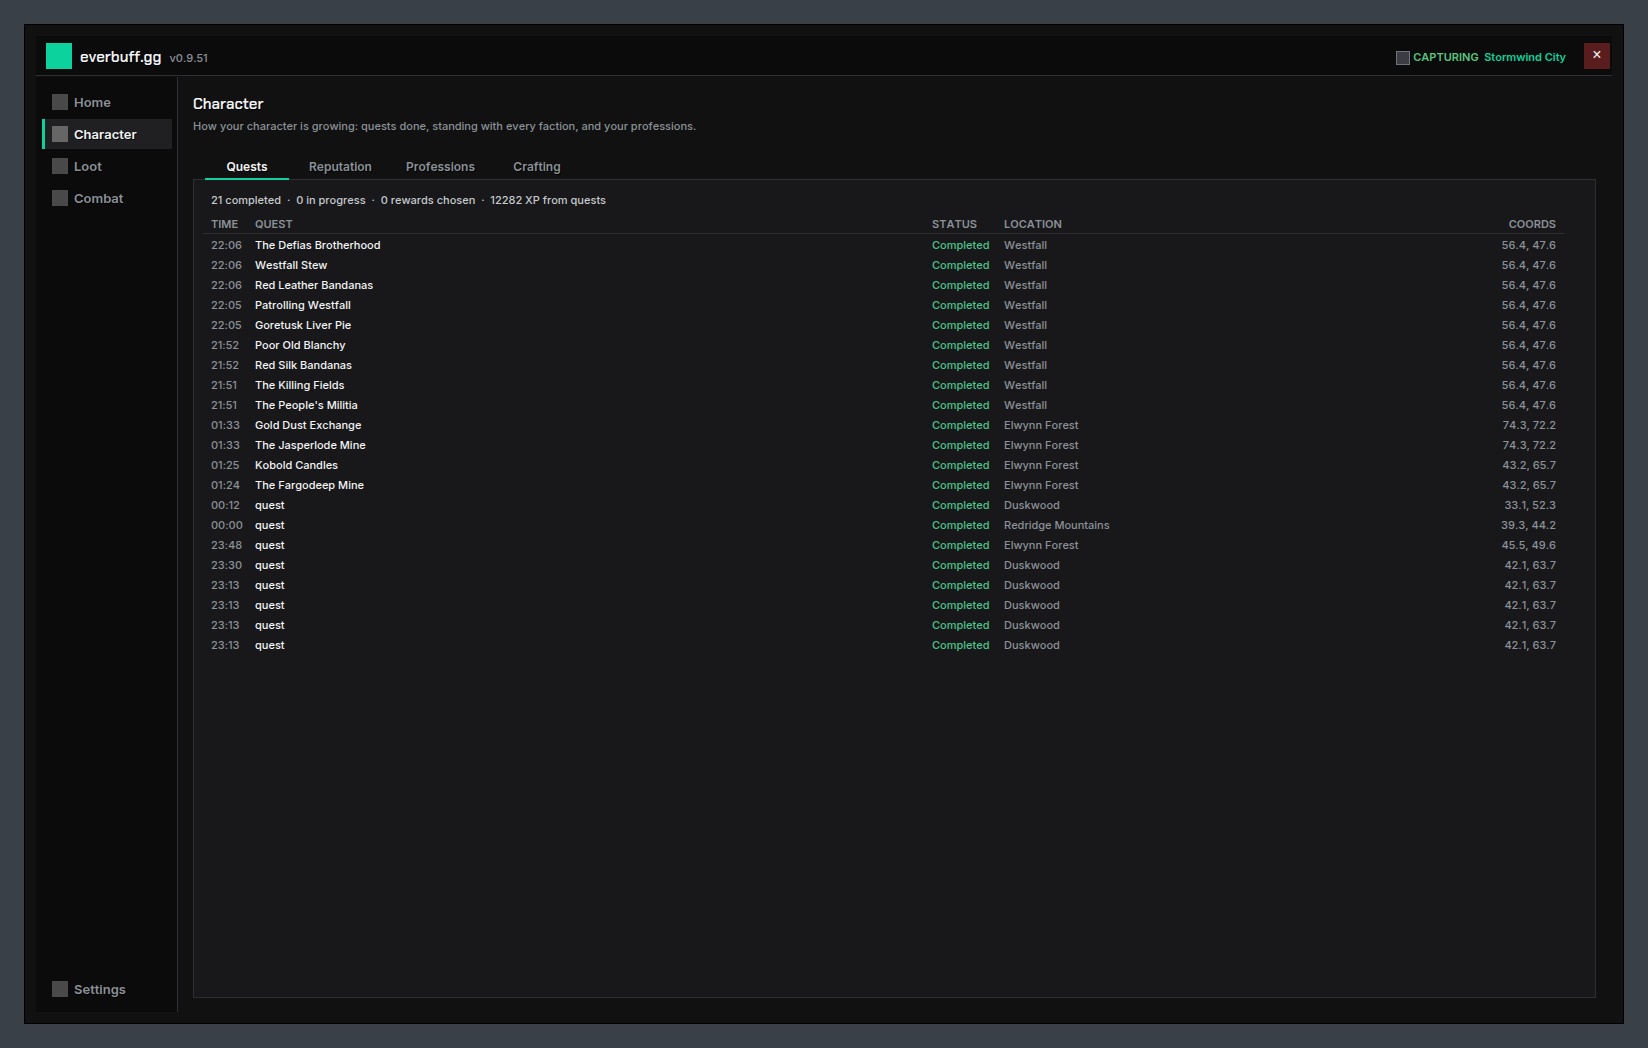 everbuff.gg v0.9.51
CAPTURING Stormwind City ×
Home
Character
Loot
Combat
Settings
Character
How your character is growing: quests done, standing with every faction, and your professions.
Quests Reputation Professions Crafting
21 completed · 0 in progress · 0 rewards chosen · 12282 XP from quests
TIME QUEST STATUS LOCATION COORDS
22:06 The Defias Brotherhood Completed Westfall 56.4, 47.6
22:06 Westfall Stew Completed Westfall 56.4, 47.6
22:06 Red Leather Bandanas Completed Westfall 56.4, 47.6
22:05 Patrolling Westfall Completed Westfall 56.4, 47.6
22:05 Goretusk Liver Pie Completed Westfall 56.4, 47.6
21:52 Poor Old Blanchy Completed Westfall 56.4, 47.6
21:52 Red Silk Bandanas Completed Westfall 56.4, 47.6
21:51 The Killing Fields Completed Westfall 56.4, 47.6
21:51 The People's Militia Completed Westfall 56.4, 47.6
01:33 Gold Dust Exchange Completed Elwynn Forest 74.3, 72.2
01:33 The Jasperlode Mine Completed Elwynn Forest 74.3, 72.2
01:25 Kobold Candles Completed Elwynn Forest 43.2, 65.7
01:24 The Fargodeep Mine Completed Elwynn Forest 43.2, 65.7
00:12 quest Completed Duskwood 33.1, 52.3
00:00 quest Completed Redridge Mountains 39.3, 44.2
23:48 quest Completed Elwynn Forest 45.5, 49.6
23:30 quest Completed Duskwood 42.1, 63.7
23:13 quest Completed Duskwood 42.1, 63.7
23:13 quest Completed Duskwood 42.1, 63.7
23:13 quest Completed Duskwood 42.1, 63.7
23:13 quest Completed Duskwood 42.1, 63.7